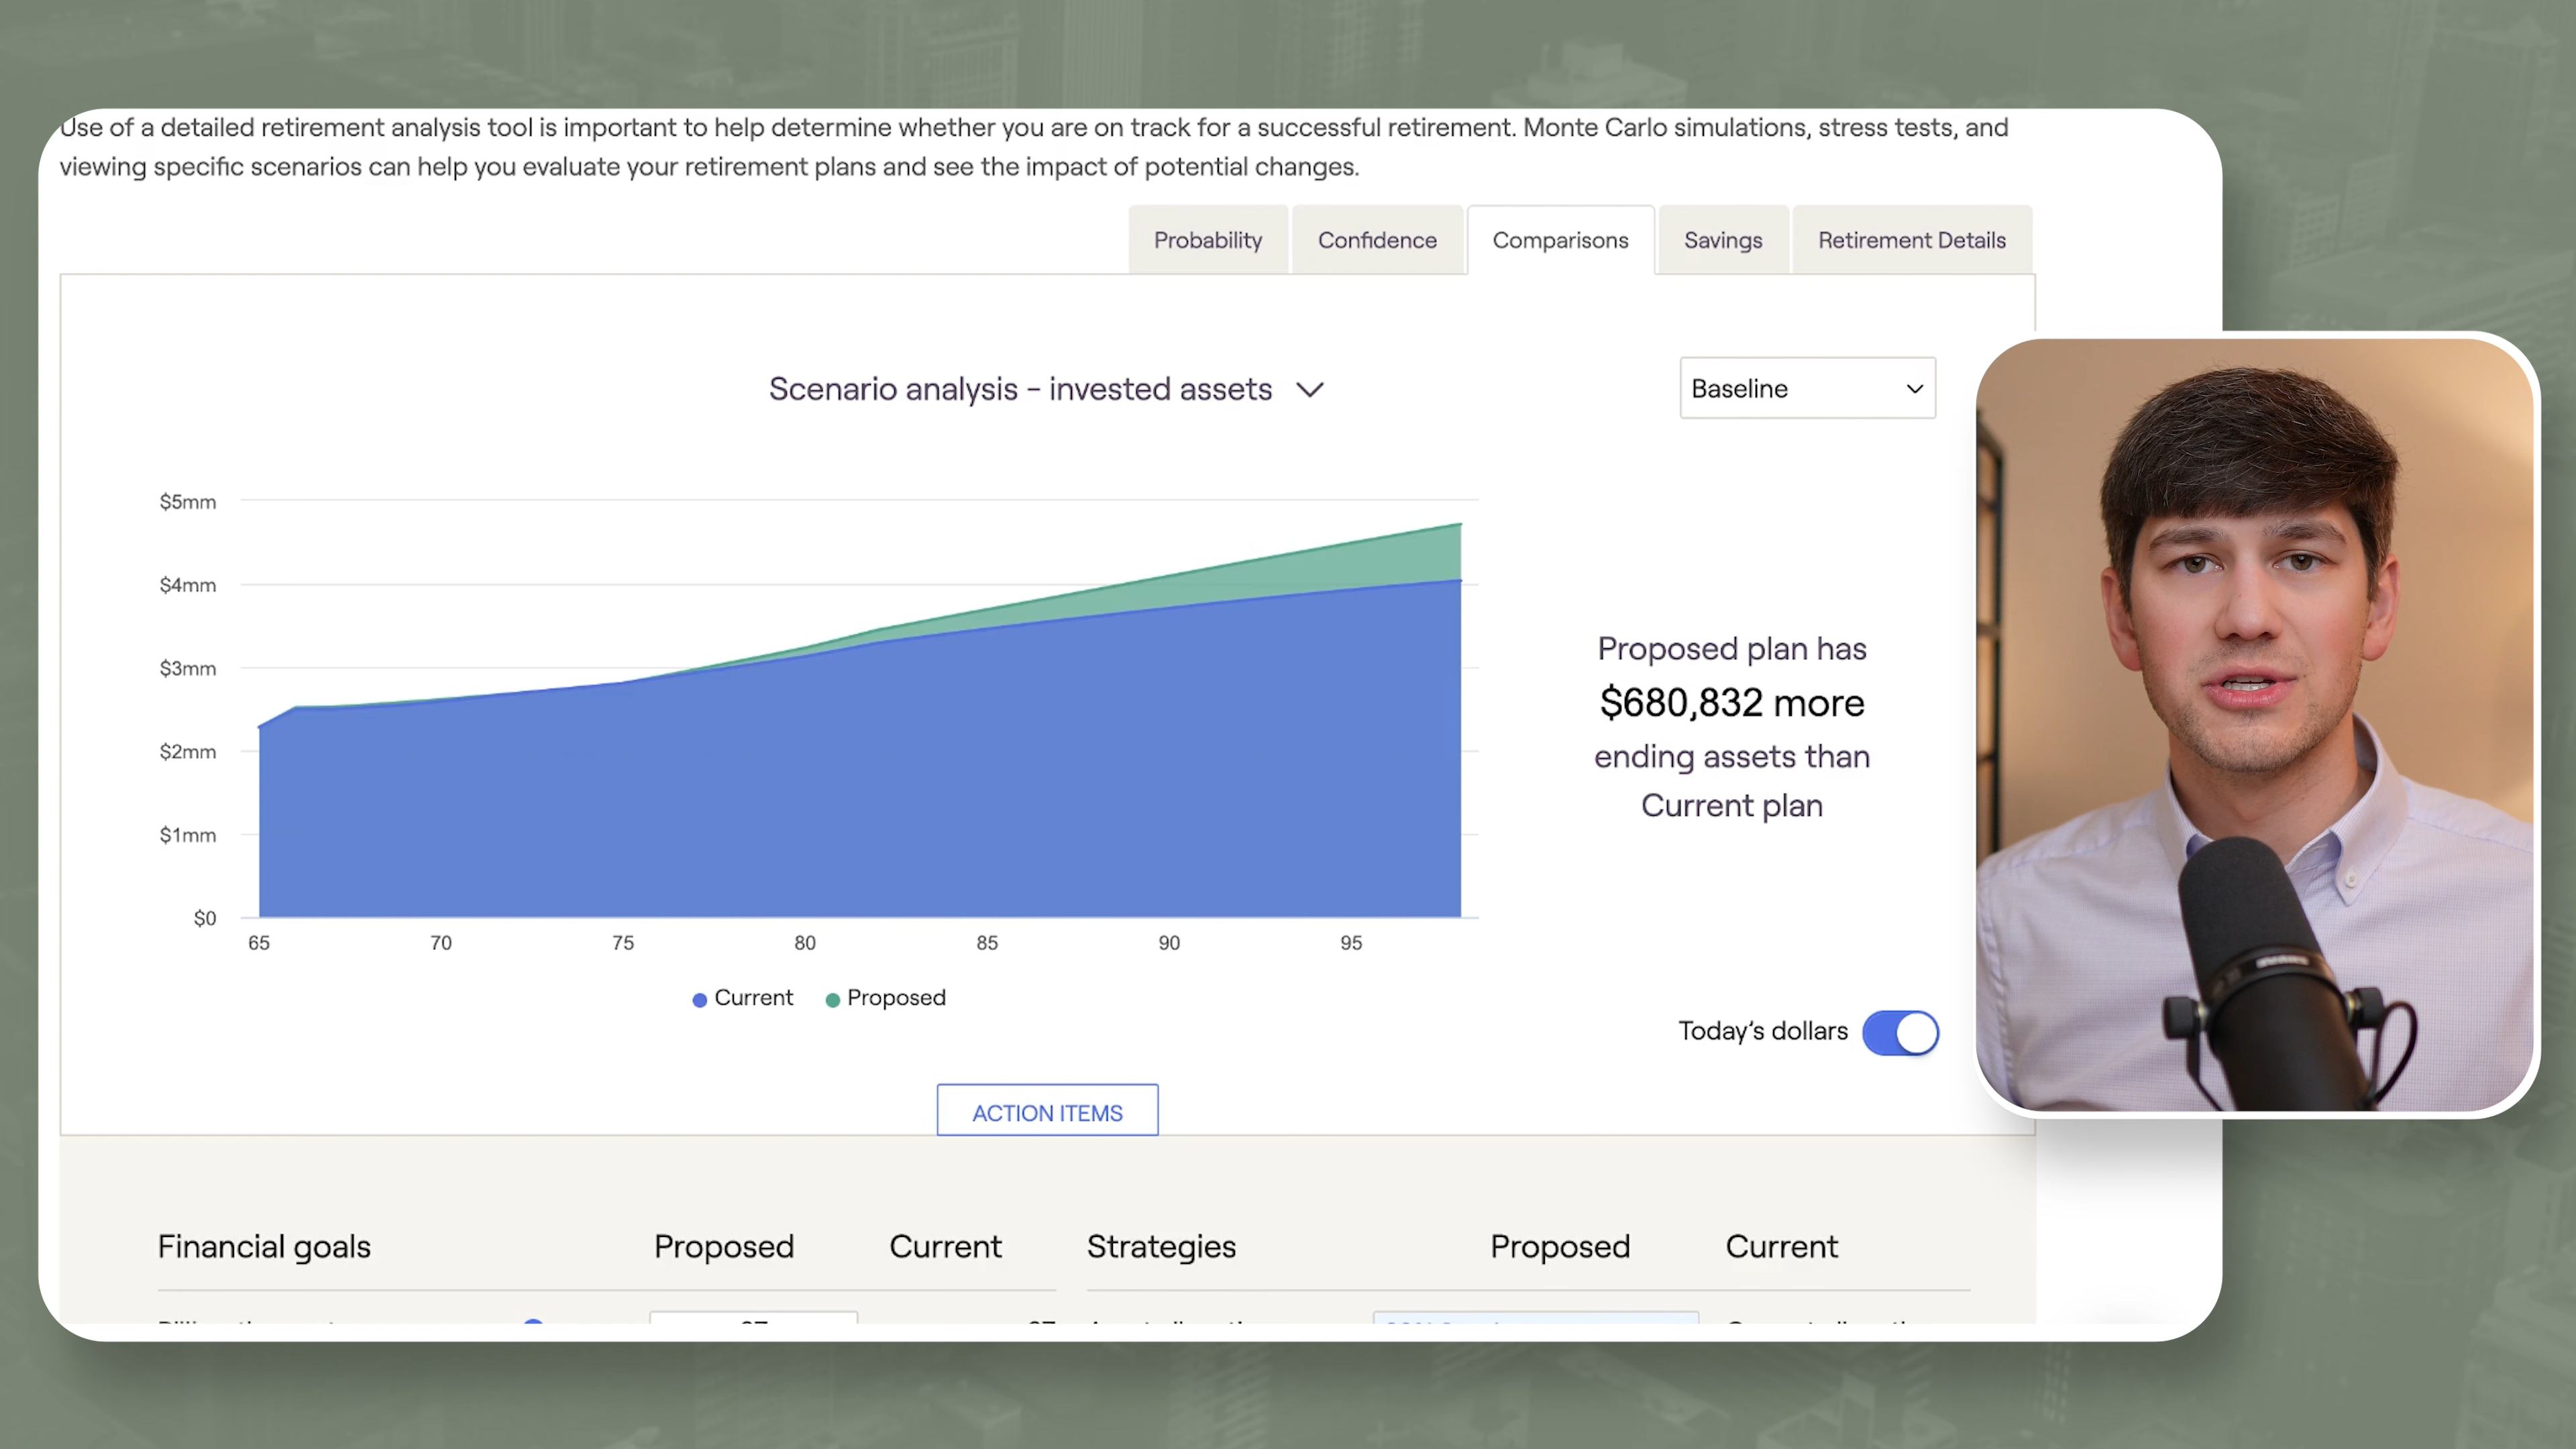 Use of a detailed retirement analysis tool is important to help determine whether you are on track for a successful retirement. Monte Carlo simulations, stress tests, and
viewing specific scenarios can help you evaluate your retirement plans and see the impact of potential changes.
Probability
Confidence
Comparisons
Savings
Retirement Details
Scenario analysis – invested assets
Baseline
$5mm
$4mm
$3mm
$2mm
$1mm
$0
65 70 75 80 85 90 95
Current Proposed
Proposed plan has
$680,832 more
ending assets than
Current plan
Today's dollars
ACTION ITEMS
Financial goals Proposed Current
Strategies Proposed Current